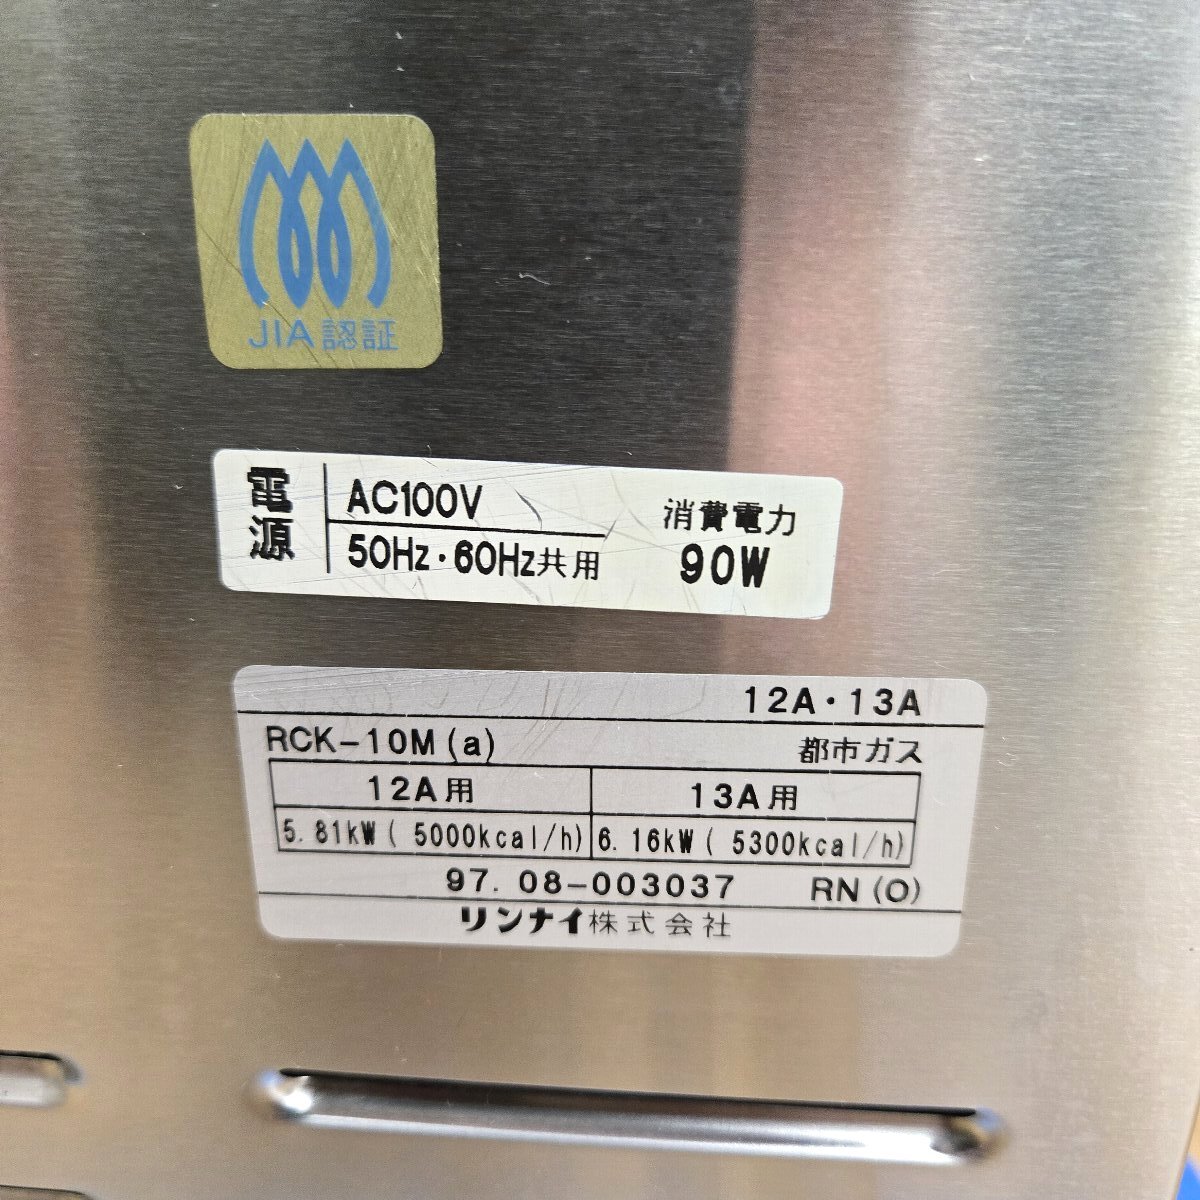 JIA認証
電源
AC100V
50Hz・60Hz共用
消費電力
90W
12A・13A
RCK-10M(a) 都市ガス
12A用 13A用
5.81kW( 5000kcal/h) 6.16kW( 5300kcal/h)
97.08-003037 RN(O)
リンナイ株式会社